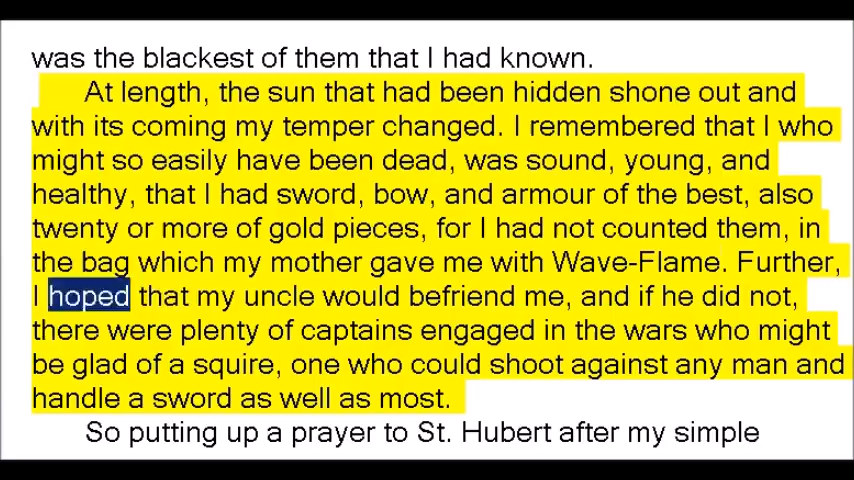 was the blackest of them that I had known.
At length, the sun that had been hidden shone out and
with its coming my temper changed. I remembered that I who
might so easily have been dead, was sound, young, and
healthy, that I had sword, bow, and armour of the best, also
twenty or more of gold pieces, for I had not counted them, in
the bag which my mother gave me with Wave-Flame. Further,
I hoped that my uncle would befriend me, and if he did not,
there were plenty of captains engaged in the wars who might
be glad of a squire, one who could shoot against any man and
handle a sword as well as most.
So putting up a prayer to St. Hubert after my simple